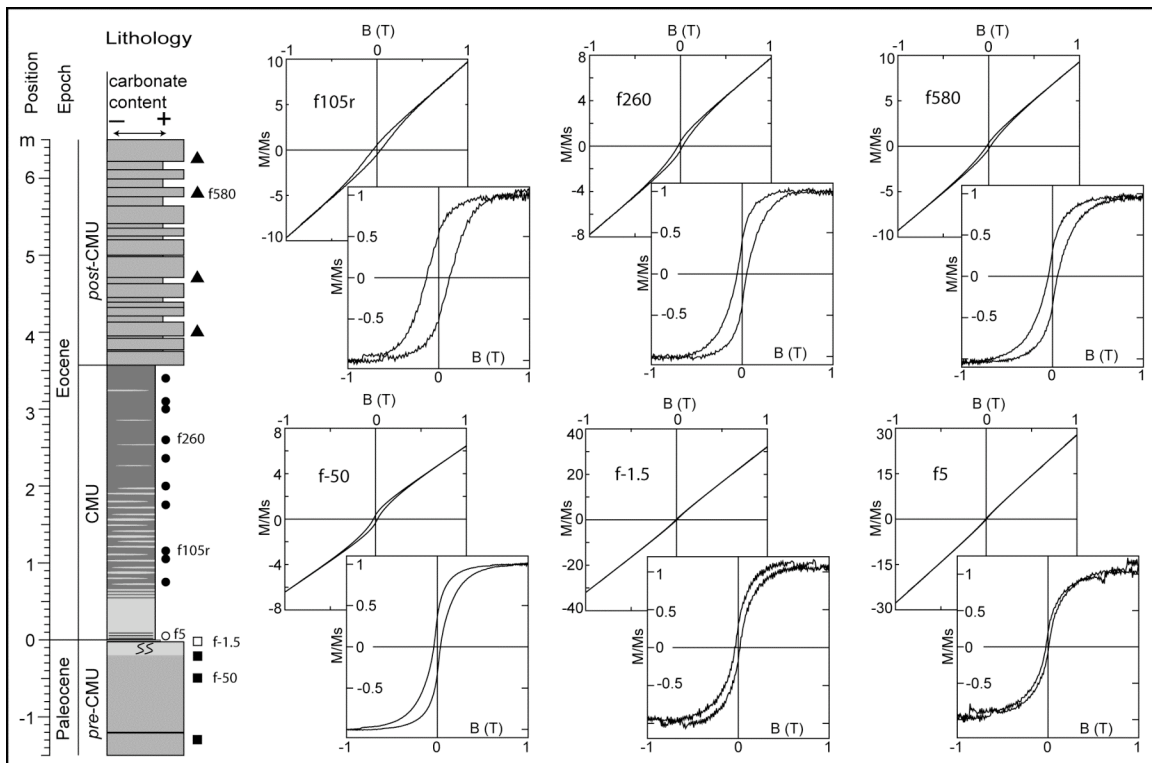 Lithology
Position
Epoch
carbonate
content
– +
m
6
5
4
3
2
1
0
-1
Eocene
Paleocene
post-CMU
CMU
pre-CMU
f580
f260
f105r
f5
f-1.5
f-50
B (T)
-1 0 1
10
5
0
-5
-10
M/Ms
f105r
1
0.5
0
-0.5
-1
M/Ms
B (T)
-1 0 1
B (T)
-1 0 1
8
4
0
-4
-8
M/Ms
f260
1
0.5
0
-0.5
-1
M/Ms
B (T)
-1 0 1
B (T)
-1 0 1
10
5
0
-5
-10
M/Ms
f580
1
0.5
0
-0.5
-1
M/Ms
B (T)
-1 0 1
B (T)
-1 0 1
8
4
0
-4
-8
M/Ms
f-50
1
0.5
0
-0.5
-1
M/Ms
B (T)
-1 0 1
B (T)
-1 0 1
40
20
0
-20
-40
M/Ms
f-1.5
1
0.5
0
-0.5
-1
M/Ms
B (T)
-1 0 1
B (T)
-1 0 1
30
15
0
-15
-30
M/Ms
f5
1
0.5
0
-0.5
-1
M/Ms
B (T)
-1 0 1